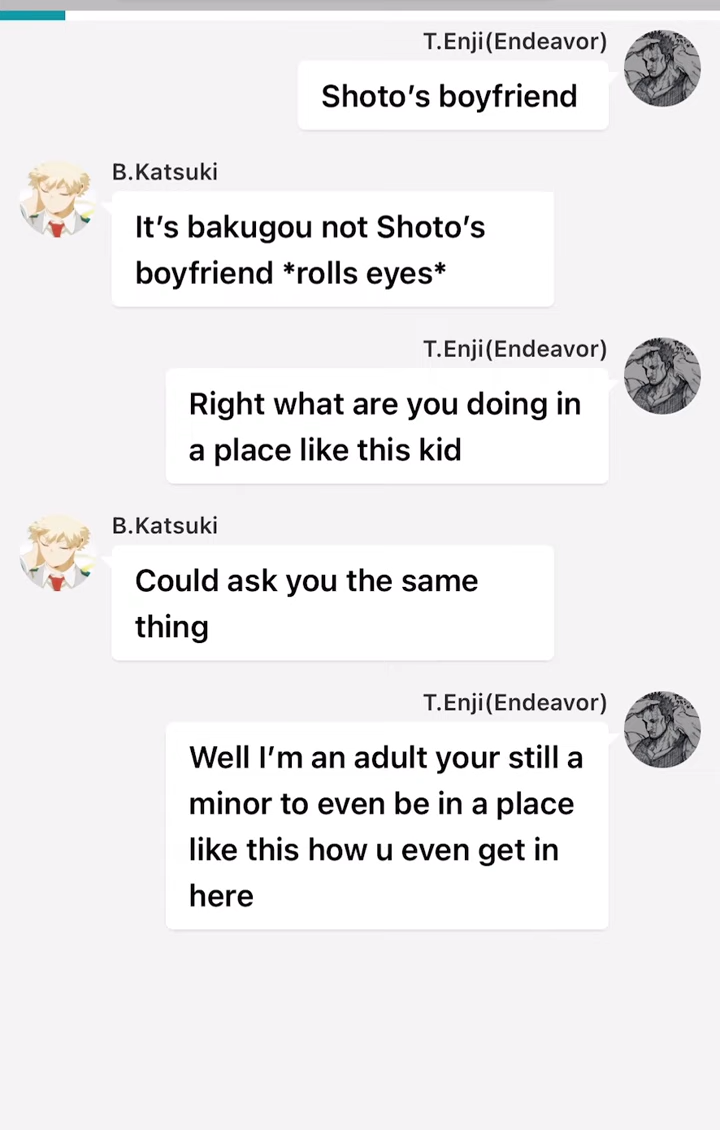 T.Enji(Endeavor)
Shoto’s boyfriend
B.Katsuki
It’s bakugou not Shoto’s
boyfriend *rolls eyes*
T.Enji(Endeavor)
Right what are you doing in
a place like this kid
B.Katsuki
Could ask you the same
thing
T.Enji(Endeavor)
Well I’m an adult your still a
minor to even be in a place
like this how u even get in
here